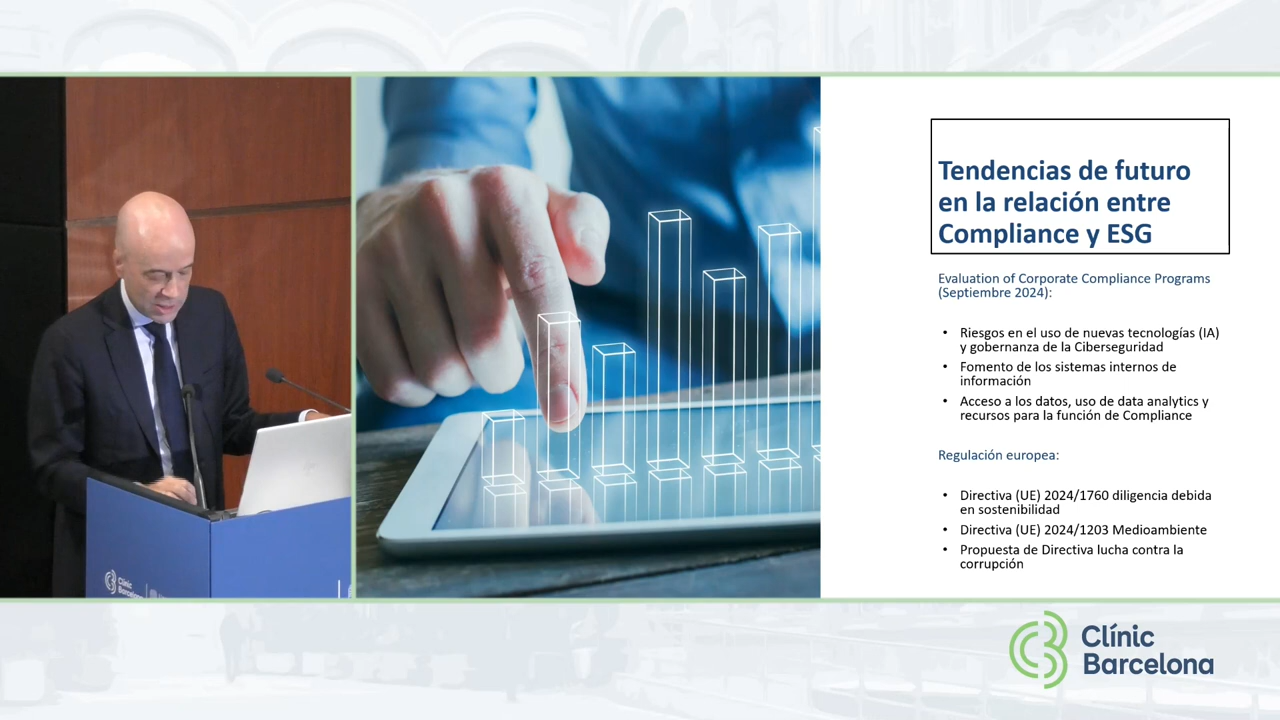 Tendencias de futuro
en la relación entre
Compliance y ESG
Evaluation of Corporate Compliance Programs
(Septiembre 2024):
• Riesgos en el uso de nuevas tecnologías (IA)
y gobernanza de la Ciberseguridad
• Fomento de los sistemas internos de
información
• Acceso a los datos, uso de data analytics y
recursos para la función de Compliance
Regulación europea:
• Directiva (UE) 2024/1760 diligencia debida
en sostenibilidad
• Directiva (UE) 2024/1203 Medioambiente
• Propuesta de Directiva lucha contra la
corrupción
Clínic
Barcelona
Clínic
Barcelona